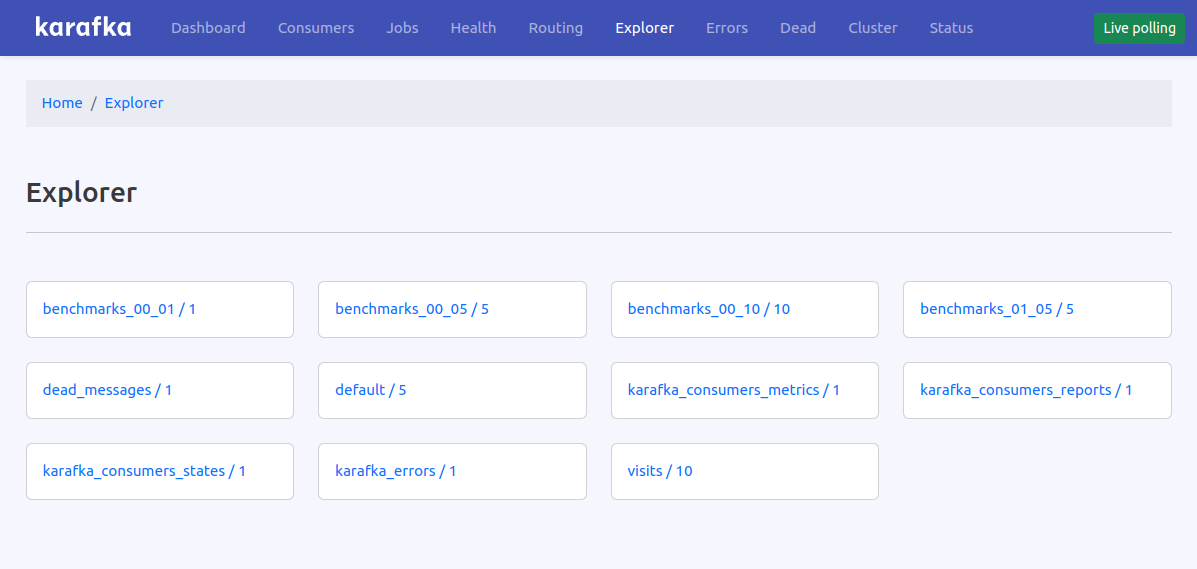 karafka Dashboard Consumers Jobs Health Routing Explorer Errors Dead Cluster Status Live polling
Home / Explorer
Explorer
benchmarks_00_01 / 1 benchmarks_00_05 / 5 benchmarks_00_10 / 10 benchmarks_01_05 / 5
dead_messages / 1 default / 5 karafka_consumers_metrics / 1 karafka_consumers_reports / 1
karafka_consumers_states / 1 karafka_errors / 1 visits / 10